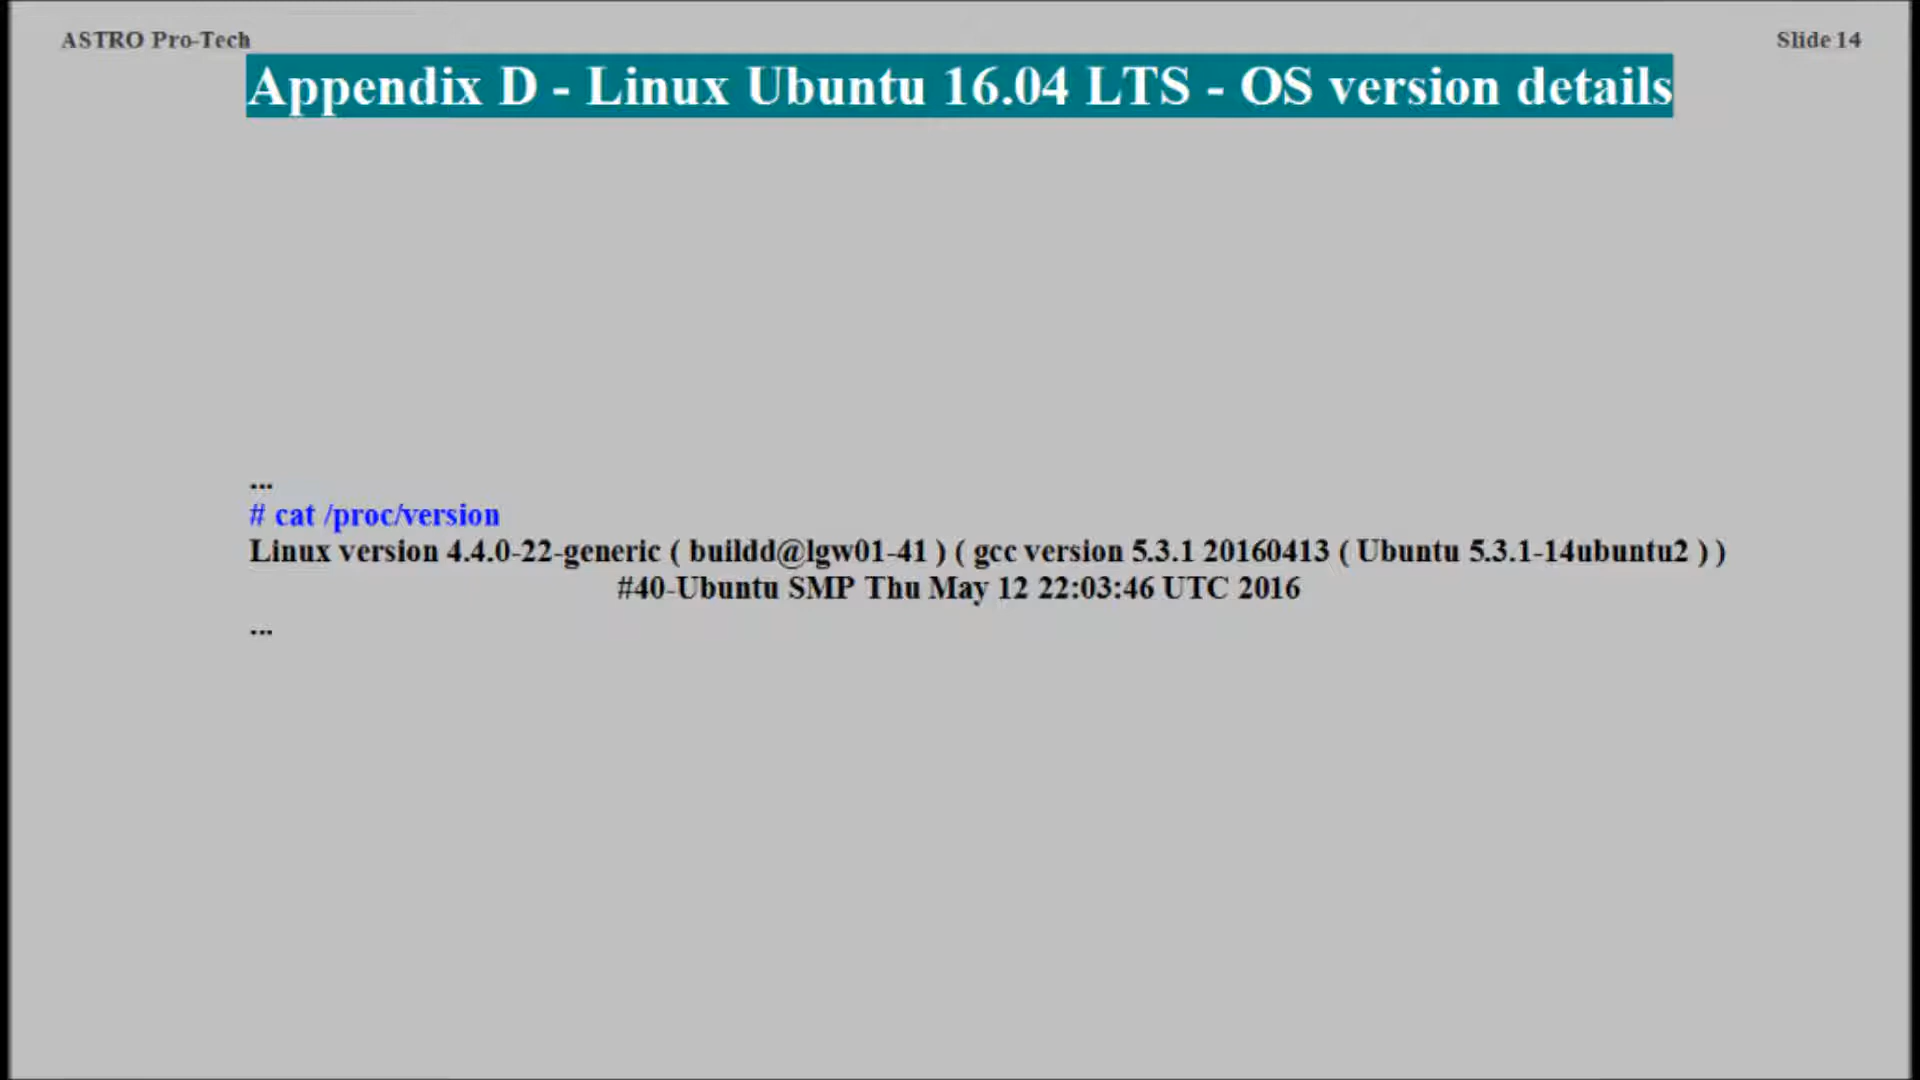 ASTRO Pro-Tech
Slide 14
Appendix D - Linux Ubuntu 16.04 LTS - OS version details
...
# cat /proc/version
Linux version 4.4.0-22-generic ( buildd@lgw01-41 ) ( gcc version 5.3.1 20160413 ( Ubuntu 5.3.1-14ubuntu2 ) )
#40-Ubuntu SMP Thu May 12 22:03:46 UTC 2016
...